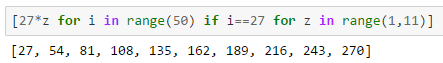 [27*z for i in range(50) if i==27 for z in range(1,11)]
[27, 54, 81, 108, 135, 162, 189, 216, 243, 270]